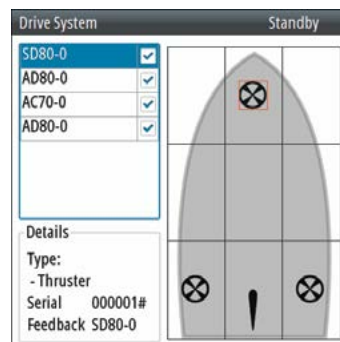 Drive System Standby
SD80-0
AD80-0
AC70-0
AD80-0
Details
Type:
- Thruster
Serial 000001#
Feedback SD80-0